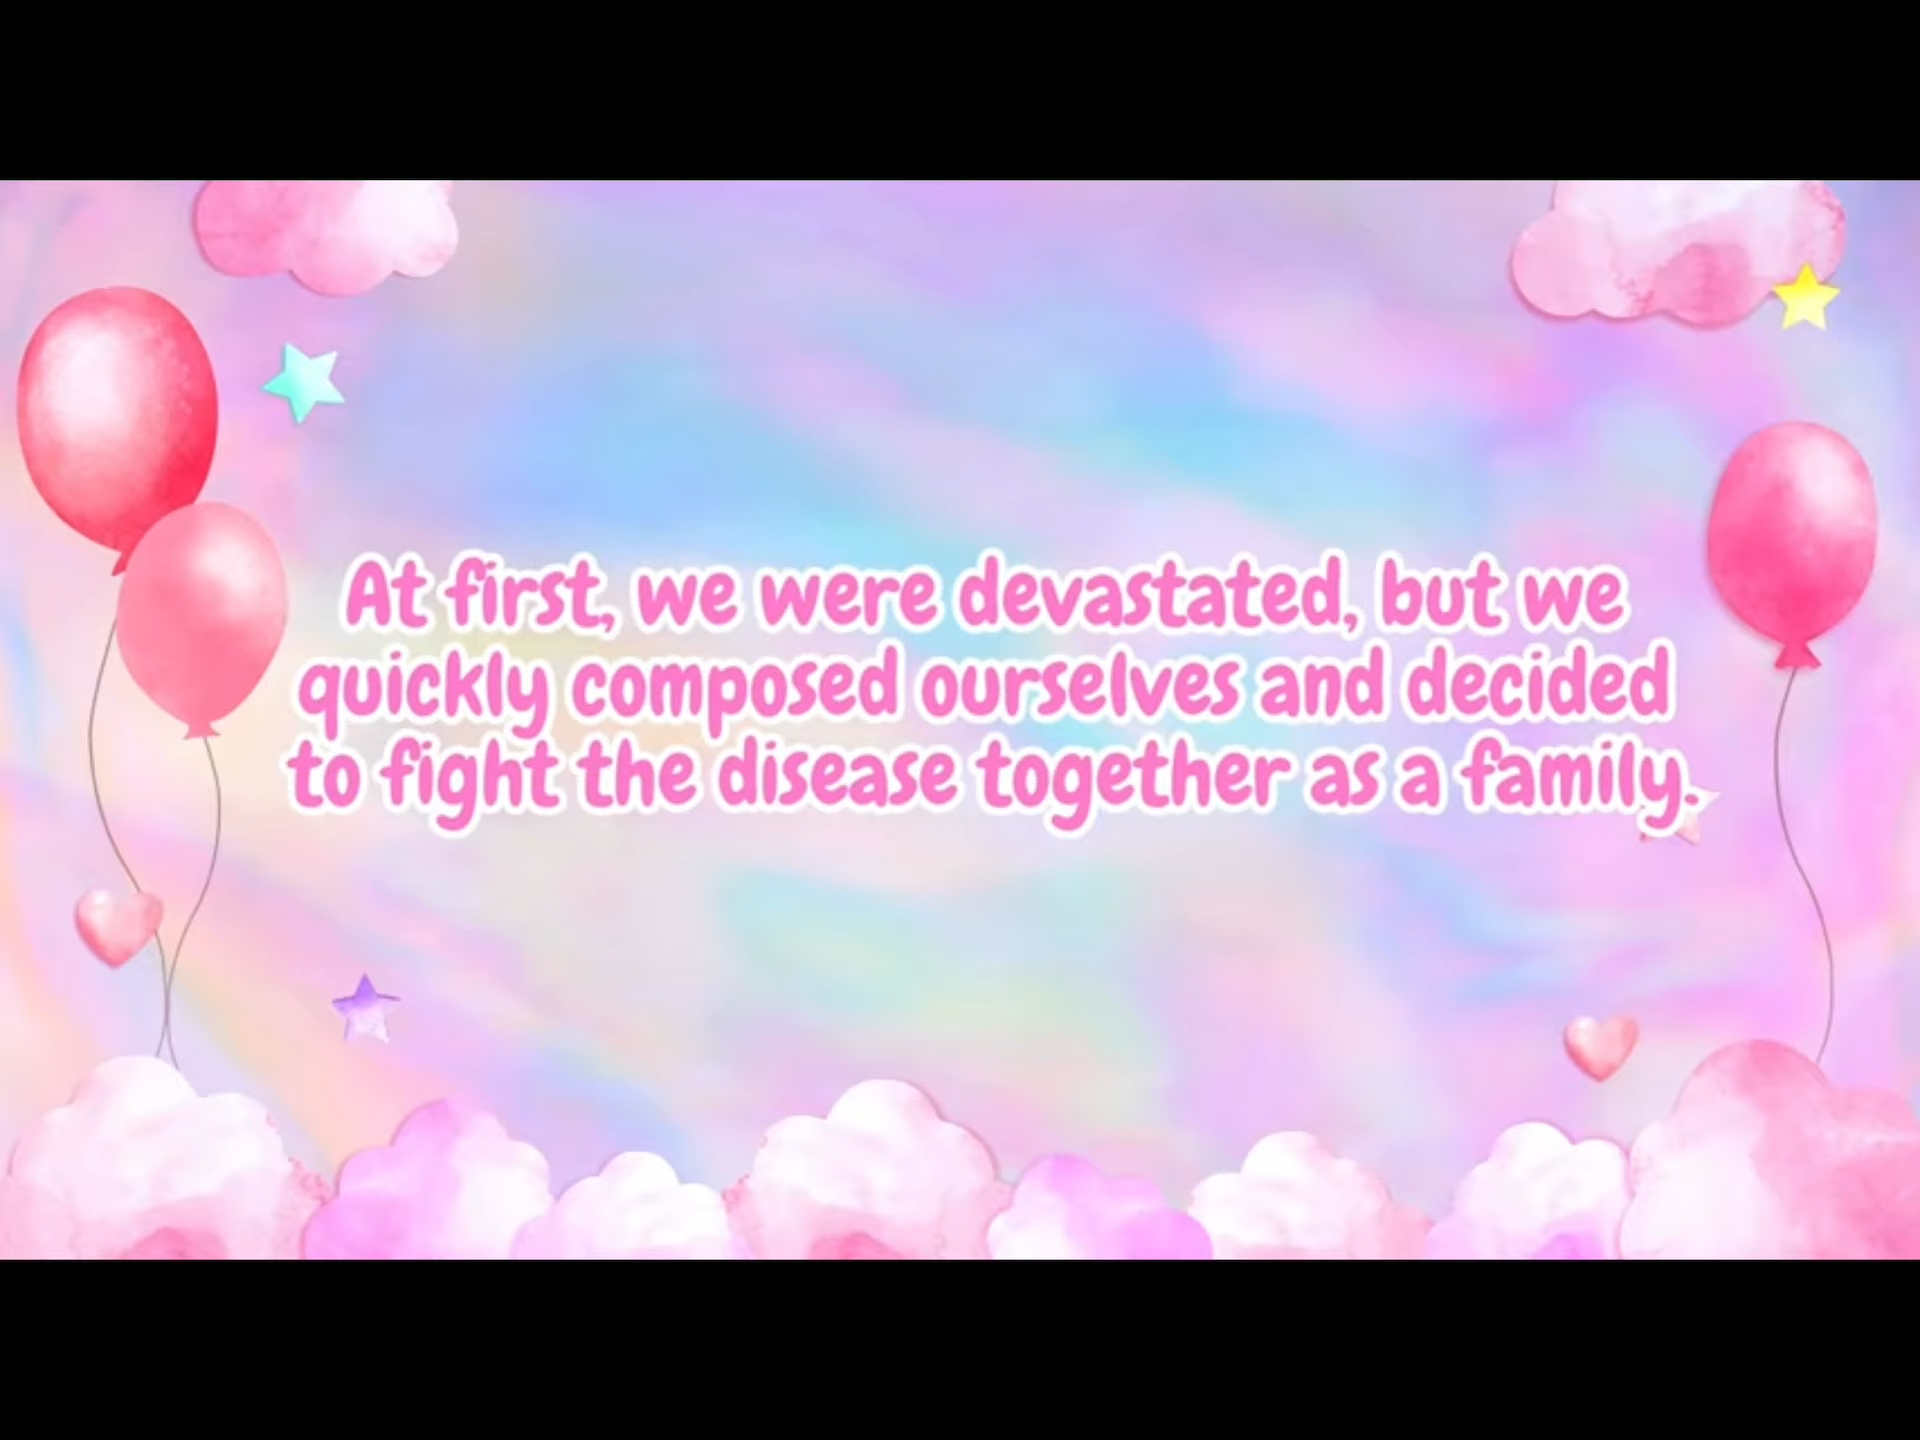 At first, we were devastated, but we
quickly composed ourselves and decided
to fight the disease together as a family.